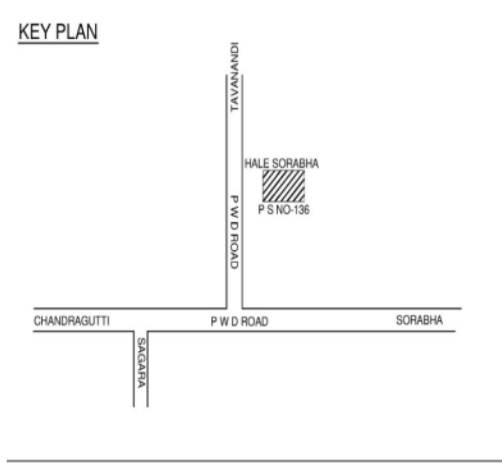 KEY PLAN
TAVANANDI
HALE SORABHA
P S NO-136
P W D ROAD
CHANDRAGUTTI
P W D ROAD
SORABHA
SAGARA